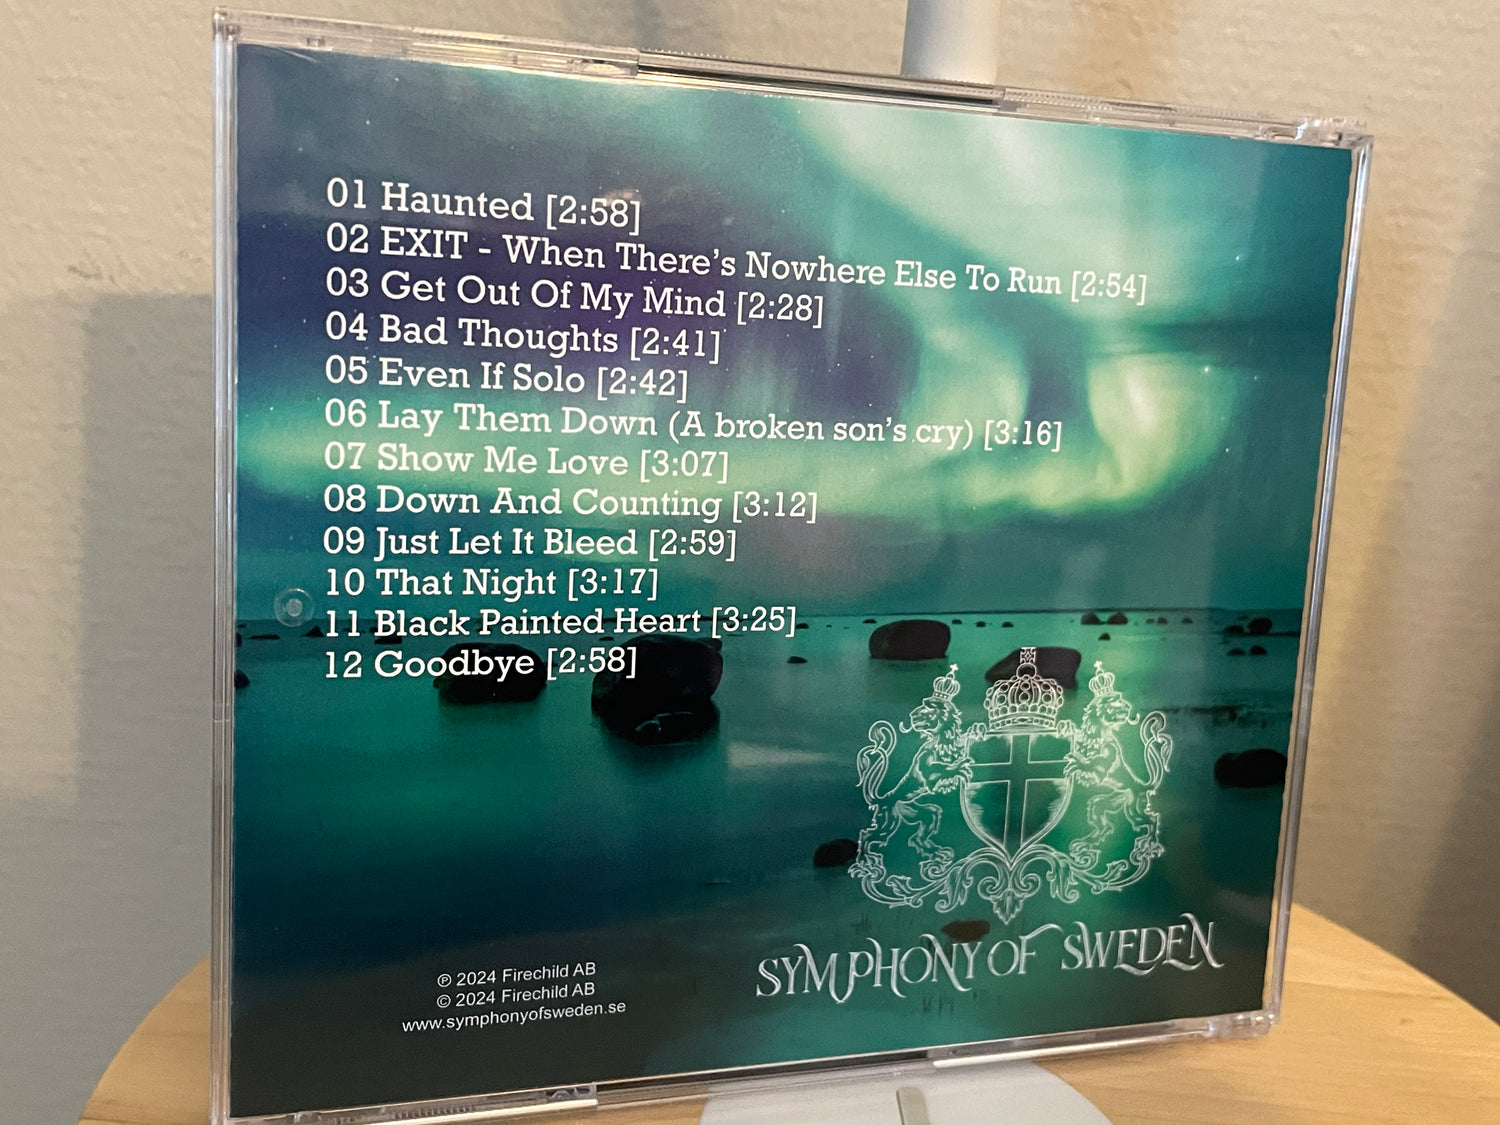 01 Haunted [2:58]
02 EXIT - When There's Nowhere Else To Run [2:54]
03 Get Out Of My Mind [2:28]
04 Bad Thoughts [2:41]
05 Even If Solo [2:42]
06 Lay Them Down (A broken son's cry) [3:16]
07 Show Me Love [3:07]
08 Down And Counting [3:12]
09 Just Let It Bleed [2:59]
10 That Night [3:17]
11 Black Painted Heart [3:25]
12 Goodbye [2:58]
SYMPHONY OF SWEDEN
℗ 2024 Firechild AB
© 2024 Firechild AB
www.symphonyofsweden.se